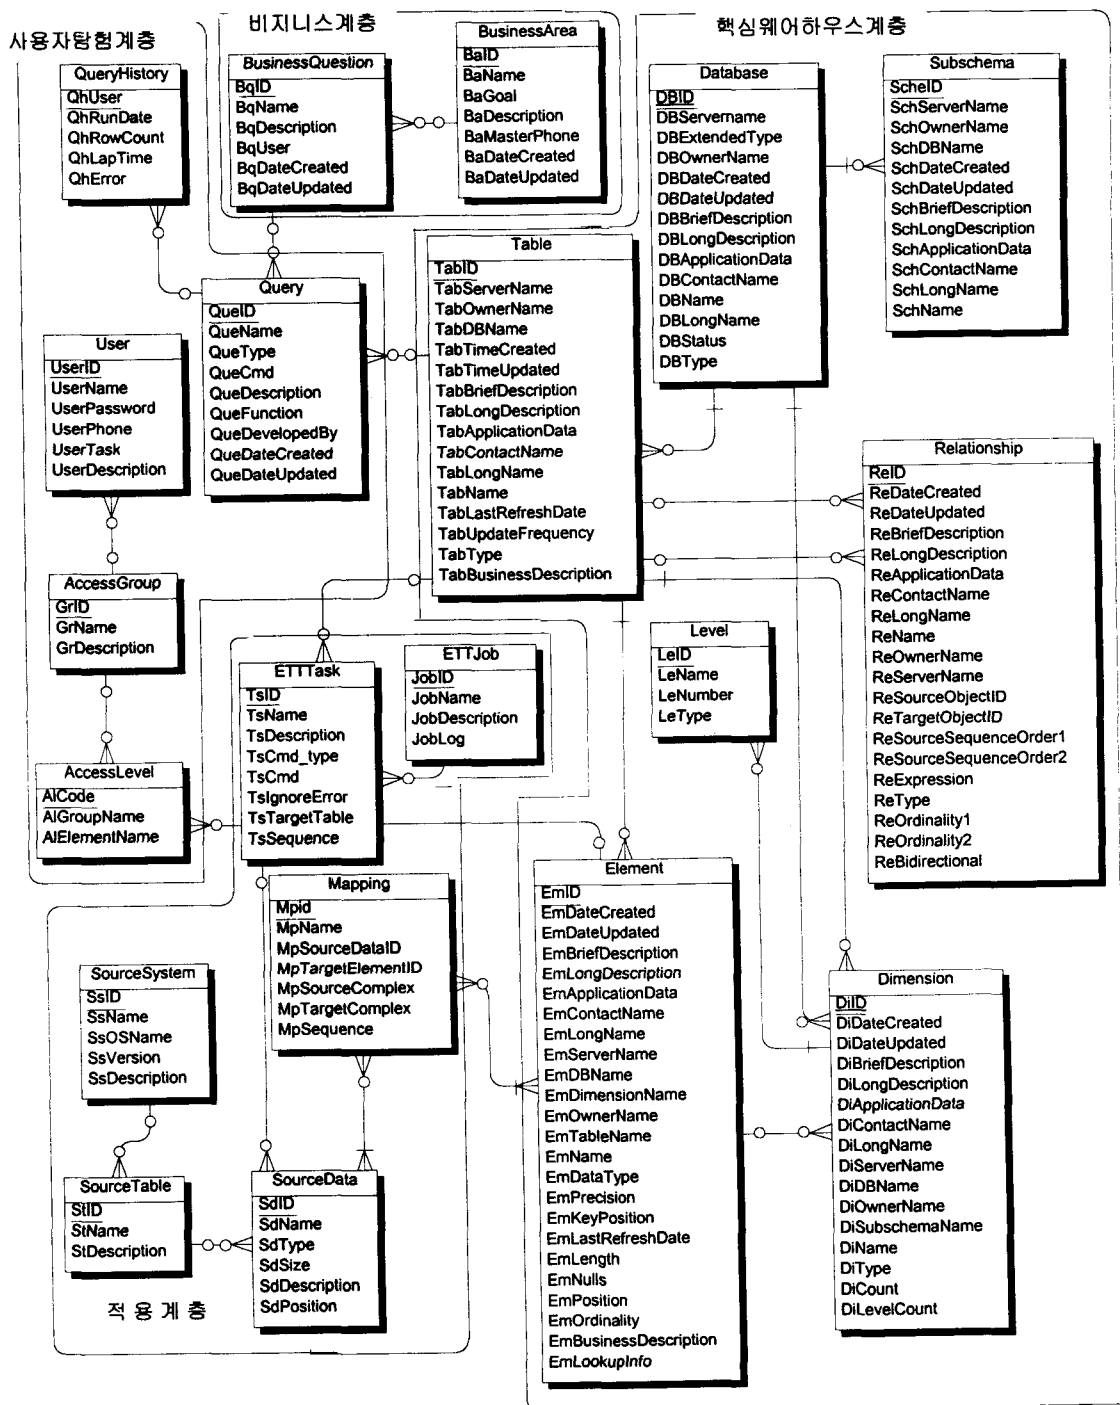 사용자탐험계층
비지니스계층
핵심웨어하우스계층
QueryHistory
QhUser
QhRunDate
QhRowCount
QhLapTime
QhError
BusinessQuestion
BqID
BqName
BqDescription
BqUser
BqDateCreated
BqDateUpdated
BusinessArea
BaID
BaName
BaGoal
BaDescription
BaMasterPhone
BaDateCreated
BaDateUpdated
Database
DBID
DBServername
DBExtendedType
DBOwnerName
DBDateCreated
DBDateUpdated
DBBriefDescription
DBLongDescription
DBApplicationData
DBContactName
DBName
DBLongName
DBStatus
DBType
Subschema
ScheID
SchServerName
SchOwnerName
SchDBName
SchDateCreated
SchDateUpdated
SchBriefDescription
SchLongDescription
SchApplicationData
SchContactName
SchLongName
SchName
User
UserID
UserName
UserPassword
UserPhone
UserTask
UserDescription
Query
QueID
QueName
QueType
QueCmd
QueDescription
QueFunction
QueDevelopedBy
QueDateCreated
QueDateUpdated
Table
TabID
TabServerName
TabOwnerName
TabDBName
TabTimeCreated
TabTimeUpdated
TabBriefDescription
TabLongDescription
TabApplicationData
TabContactName
TabLongName
TabName
TabLastRefreshDate
TabUpdateFrequency
TabType
TabBusinessDescription
Relationship
ReID
ReDateCreated
ReDateUpdated
ReBriefDescription
ReLongDescription
ReApplicationData
ReContactName
ReLongName
ReName
ReOwnerName
ReServerName
ReSourceObjectID
ReTargetObjectID
ReSourceSequenceOrder1
ReSourceSequenceOrder2
ReExpression
ReType
ReOrdinality1
ReOrdinality2
ReBidirectional
AccessGroup
GrID
GrName
GrDescription
AccessLevel
AlCode
AlGroupName
AlElementName
ETTTask
TsID
TsName
TsDescription
TsCmd_type
TsCmd
TsIgnoreError
TsTargetTable
TsSequence
ETTJob
JobID
JobName
JobDescription
JobLog
Level
LeID
LeName
LeNumber
LeType
Mapping
Mpid
MpName
MpSourceDataID
MpTargetElementID
MpSourceComplex
MpTargetComplex
MpSequence
Element
EmID
EmDateCreated
EmDateUpdated
EmBriefDescription
EmLongDescription
EmApplicationData
EmContactName
EmLongName
EmServerName
EmDBName
EmDimensionName
EmOwnerName
EmTableName
EmName
EmDataType
EmPrecision
EmKeyPosition
EmLastRefreshDate
EmLength
EmNulls
EmPosition
EmOrdinality
EmBusinessDescription
EmLookupInfo
Dimension
DiID
DiDateCreated
DiDateUpdated
DiBriefDescription
DiLongDescription
DiApplicationData
DiContactName
DiLongName
DiServerName
DiDBName
DiOwnerName
DiSubschemaName
DiName
DiType
DiCount
DiLevelCount
SourceSystem
SsID
SsName
SsOSName
SsVersion
SsDescription
SourceTable
StID
StName
StDescription
SourceData
SdID
SdName
SdType
SdSize
SdDescription
SdPosition
적 용 계 층